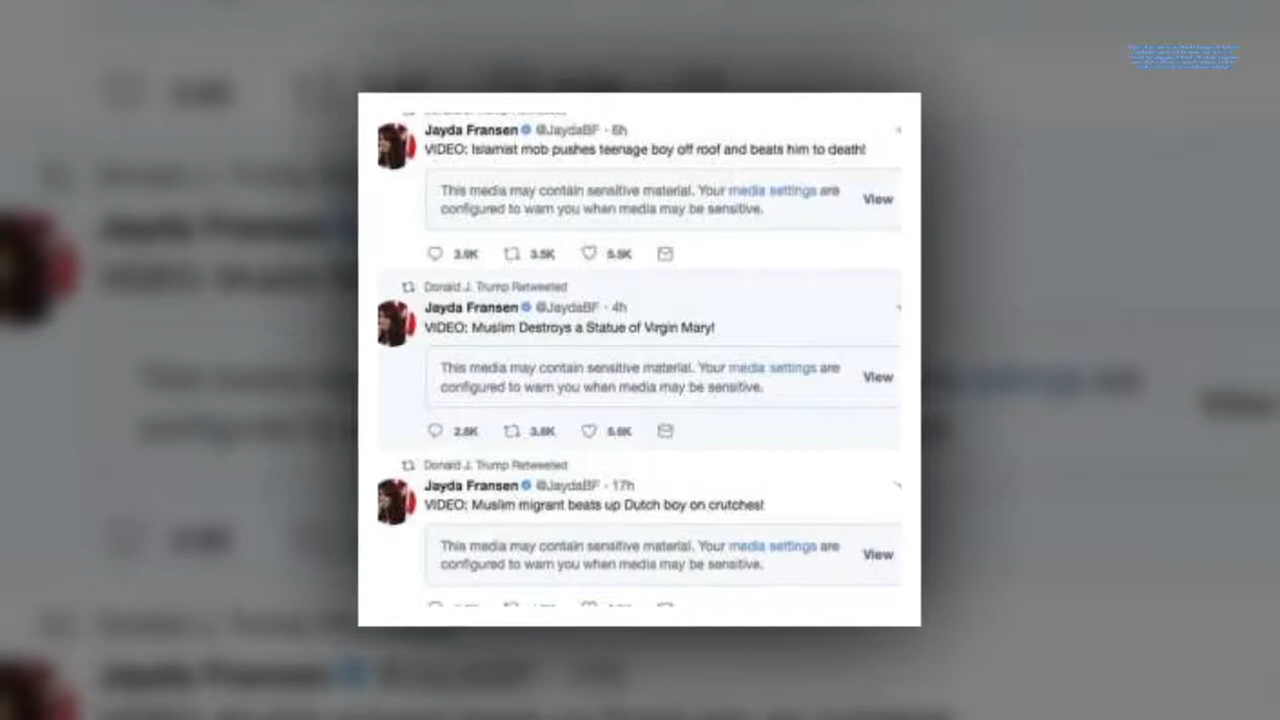 Jayda Fransen @JaydaBF · 6h
VIDEO: Islamist mob pushes teenage boy off roof and beats him to death!
This media may contain sensitive material. Your media settings are
configured to warn you when media may be sensitive.
View
3.9K 3.5K 5.5K
Donald J. Trump Retweeted
Jayda Fransen @JaydaBF · 4h
VIDEO: Muslim Destroys a Statue of Virgin Mary!
This media may contain sensitive material. Your media settings are
configured to warn you when media may be sensitive.
View
2.8K 3.8K 6.6K
Donald J. Trump Retweeted
Jayda Fransen @JaydaBF · 17h
VIDEO: Muslim migrant beats up Dutch boy on crutches!
This media may contain sensitive material. Your media settings are
configured to warn you when media may be sensitive.
View